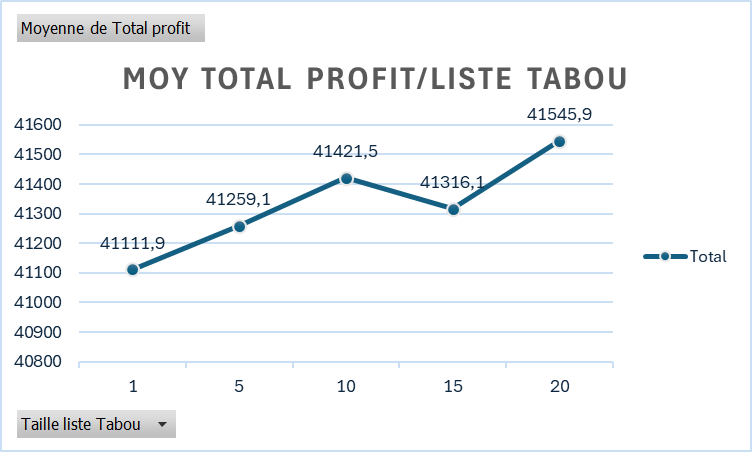 Moyenne de Total profit
MOY TOTAL PROFIT/LISTE TABOU
41600
41500
41400
41300
41200
41100
41000
40900
40800
41111,9
41259,1
41421,5
41316,1
41545,9
1 5 10 15 20
Total
Taille liste Tabou